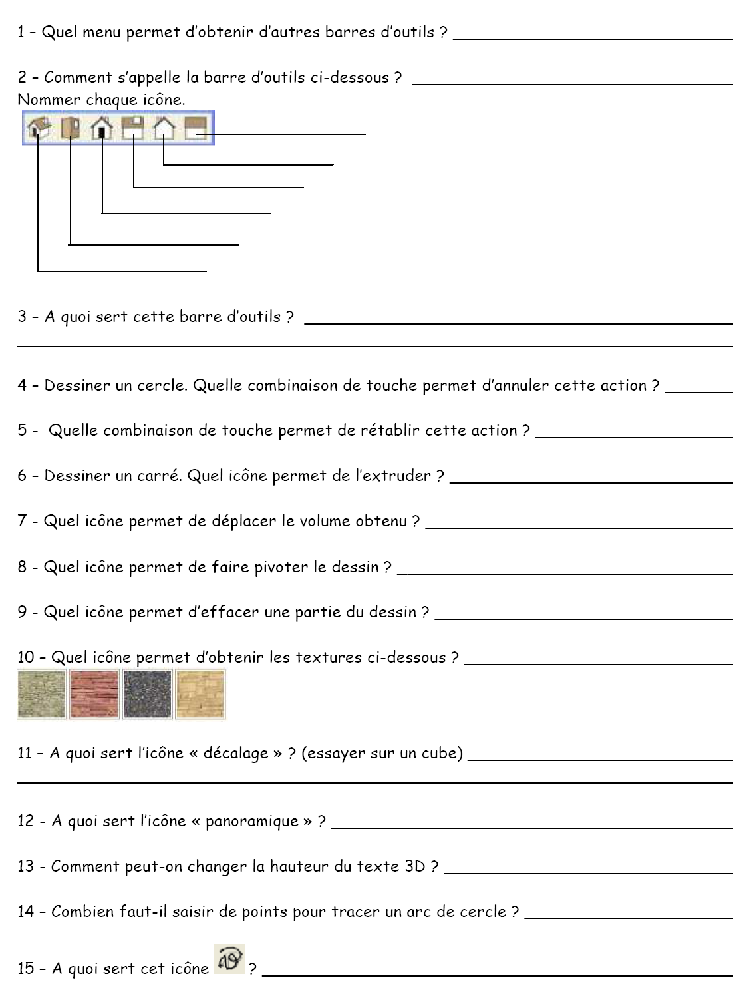 1 – Quel menu permet d'obtenir d'autres barres d'outils ?
2 – Comment s'appelle la barre d'outils ci-dessous ?
Nommer chaque icône.
3 – A quoi sert cette barre d'outils ?
4 – Dessiner un cercle. Quelle combinaison de touche permet d'annuler cette action ?
5 - Quelle combinaison de touche permet de rétablir cette action ?
6 – Dessiner un carré. Quel icône permet de l'extruder ?
7 - Quel icône permet de déplacer le volume obtenu ?
8 - Quel icône permet de faire pivoter le dessin ?
9 - Quel icône permet d'effacer une partie du dessin ?
10 – Quel icône permet d'obtenir les textures ci-dessous ?
11 – A quoi sert l'icône « décalage » ? (essayer sur un cube)
12 - A quoi sert l'icône « panoramique » ?
13 - Comment peut-on changer la hauteur du texte 3D ?
14 – Combien faut-il saisir de points pour tracer un arc de cercle ?
15 – A quoi sert cet icône ?